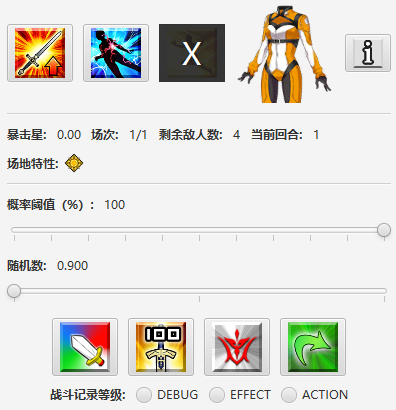 X
暴击星: 0.00 场次: 1/1 剩余敌人数: 4 当前回合: 1
场地特性:
概率阈值（%）: 100
随机数: 0.900
100
战斗记录等级: DEBUG EFFECT ACTION